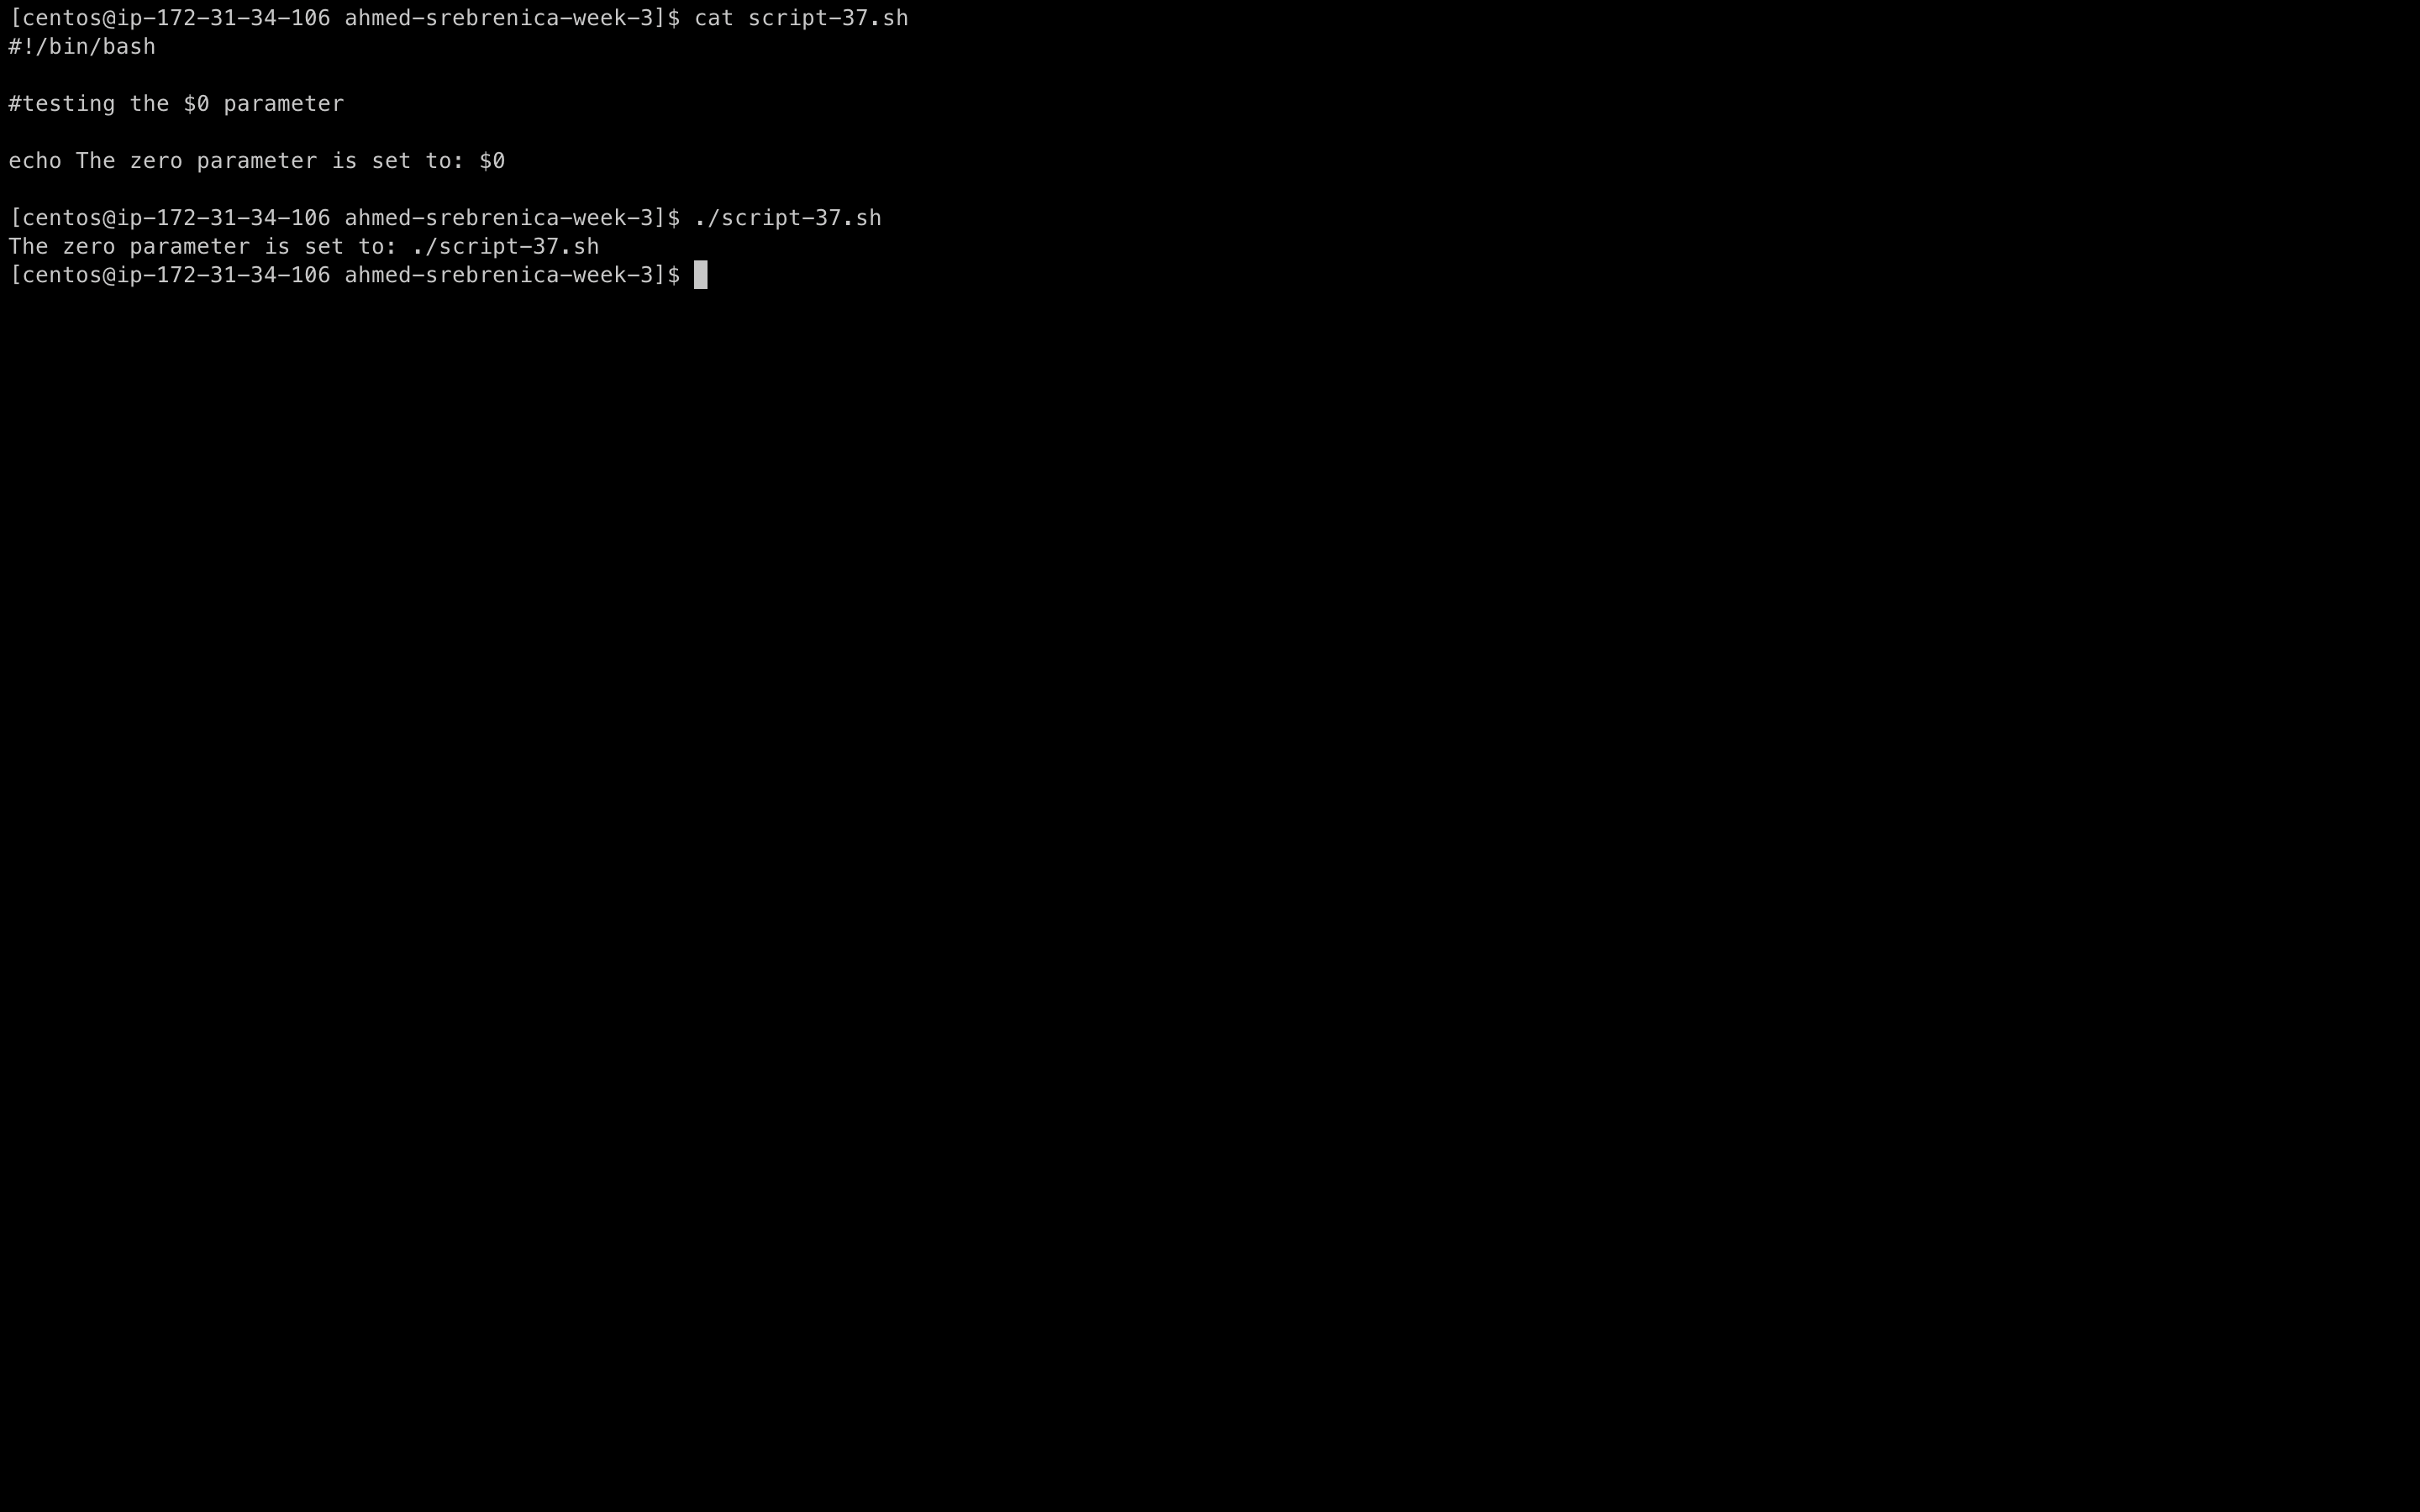 [centos@ip-172-31-34-106 ahmed-srebrenica-week-3]$ cat script-37.sh
#!/bin/bash
#testing the $0 parameter
echo The zero parameter is set to: $0
[centos@ip-172-31-34-106 ahmed-srebrenica-week-3]$ ./script-37.sh
The zero parameter is set to: ./script-37.sh
[centos@ip-172-31-34-106 ahmed-srebrenica-week-3]$